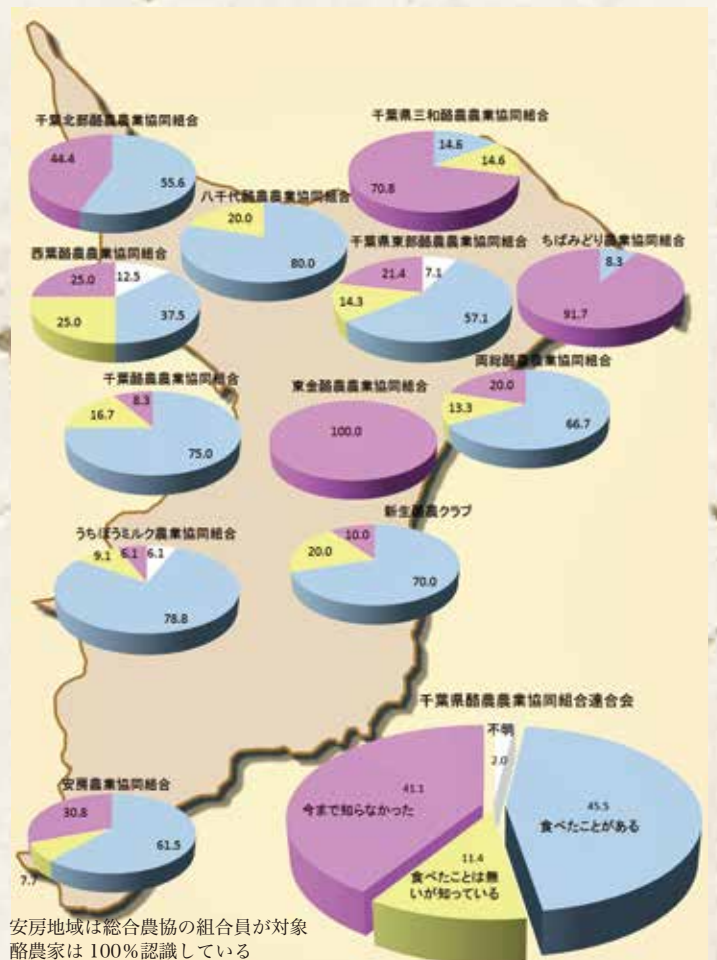 千葉北部酪農農業協同組合
44.4
55.6
千葉県三和酪農農業協同組合
14.6
14.6
70.8
八千代酪農農業協同組合
20.0
80.0
西葉酪農農業協同組合
25.0
12.5
25.0
37.5
千葉県東部酪農農業協同組合
21.4
7.1
14.3
57.1
ちばみどり農業協同組合
8.3
91.7
千葉酪農農業協同組合
8.3
16.7
75.0
東金酪農農業協同組合
100.0
両総酪農農業協同組合
20.0
13.3
66.7
うちぼうミルク農業協同組合
9.1
6.1
6.1
78.8
新生酪農クラブ
10.0
20.0
70.0
千葉県酪農農業協同組合連合会
不明
2.0
41.1
今まで知らなかった
45.5
食べたことがある
11.4
食べたことは無
いが知っている
安房農業協同組合
30.8
61.5
7.7
安房地域は総合農協の組合員が対象
酪農家は 100%認識している